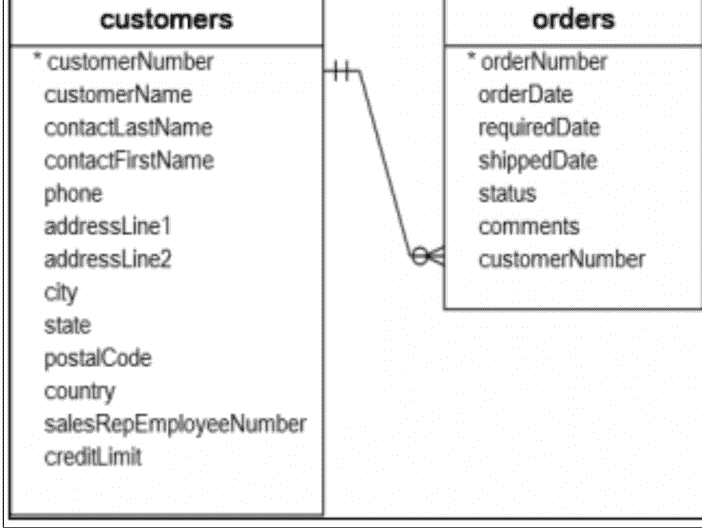 customers
* customerNumber
customerName
contactLastName
contactFirstName
phone
addressLine1
addressLine2
city
state
postalCode
country
salesRepEmployeeNumber
creditLimit
orders
* orderNumber
orderDate
requiredDate
shippedDate
status
comments
customerNumber